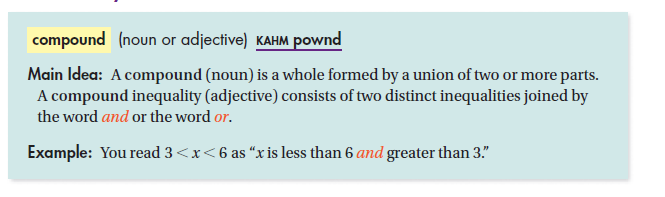 compound (noun or adjective) KAHM pownd
Main Idea: A compound (noun) is a whole formed by a union of two or more parts.
A compound inequality (adjective) consists of two distinct inequalities joined by
the word and or the word or.
Example: You read 3 < x < 6 as “x is less than 6 and greater than 3.”